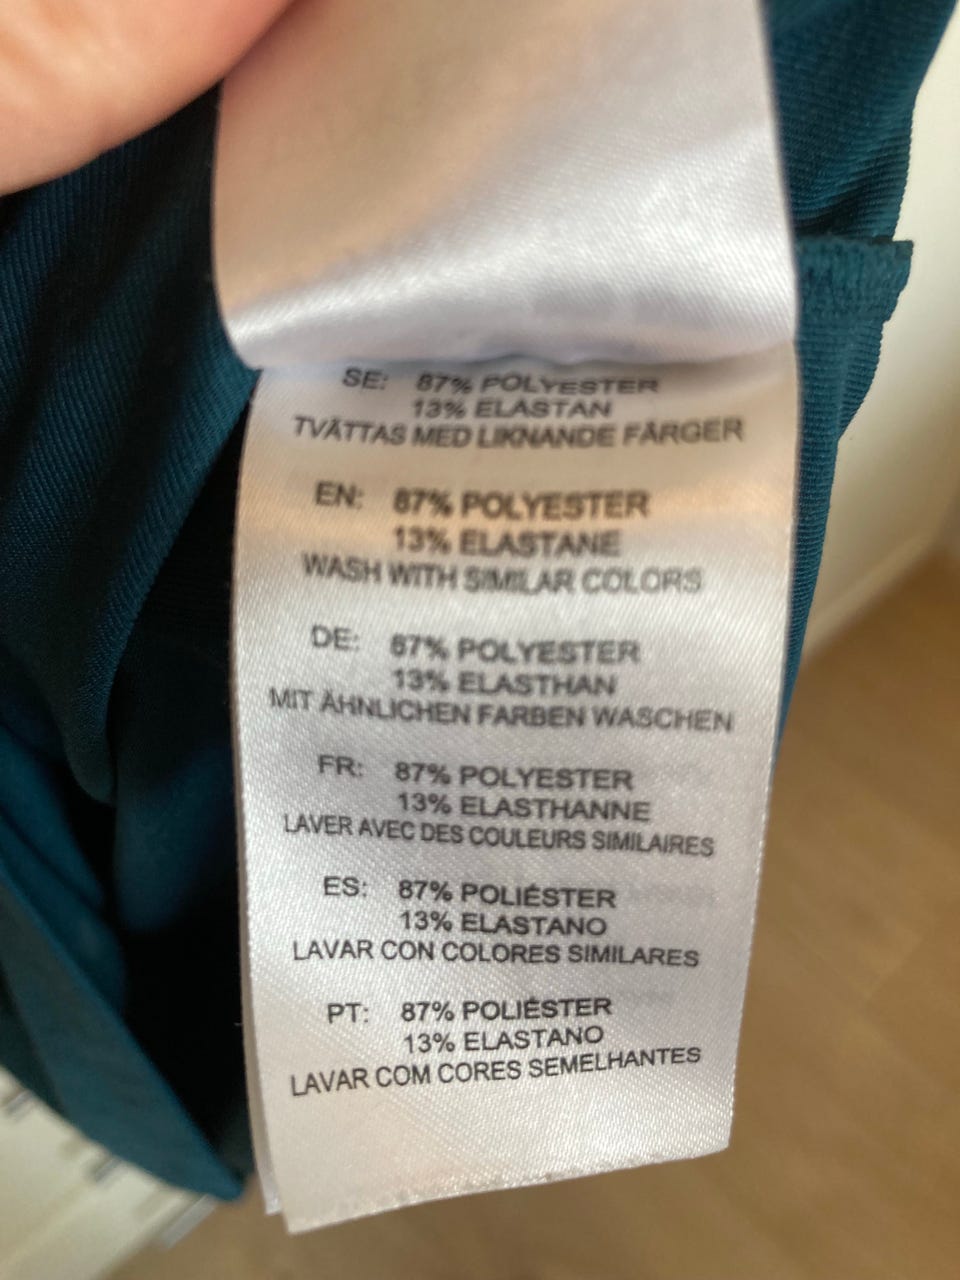 SE: 87% POLYESTER
13% ELASTAN
TVÄTTAS MED LIKNANDE FÄRGER
EN: 87% POLYESTER
13% ELASTANE
WASH WITH SIMILAR COLORS
DE: 87% POLYESTER
13% ELASTHAN
MIT ÄHNLICHEN FARBEN WASCHEN
FR: 87% POLYESTER
13% ELASTHANNE
LAVER AVEC DES COULEURS SIMILAIRES
ES: 87% POLIÉSTER
13% ELASTANO
LAVAR CON COLORES SIMILARES
PT: 87% POLIÉSTER
13% ELASTANO
LAVAR COM CORES SEMELHANTES